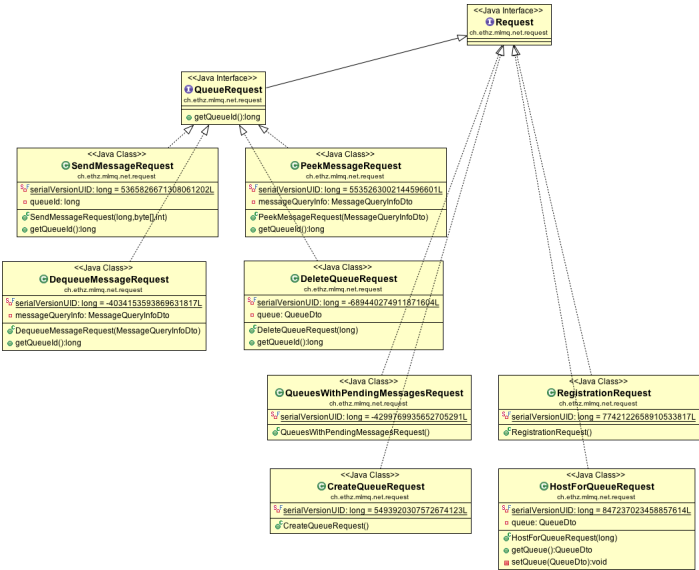 <<Java Interface>>
Request
ch.ethz.mlmq.net.request
<<Java Interface>>
QueueRequest
ch.ethz.mlmq.net.request
getQueueId():long
<<Java Class>>
SendMessageRequest
ch.ethz.mlmq.net.request
serialVersionUID: long = 5365826671308061202L
queueId: long
SendMessageRequest(long,byte[],int)
getQueueId():long
<<Java Class>>
PeekMessageRequest
ch.ethz.mlmq.net.request
serialVersionUID: long = 5535263002144596601L
messageQueryInfo: MessageQueryInfoDto
PeekMessageRequest(MessageQueryInfoDto)
getQueueId():long
<<Java Class>>
DequeueMessageRequest
ch.ethz.mlmq.net.request
serialVersionUID: long = -4034153593869631817L
messageQueryInfo: MessageQueryInfoDto
DequeueMessageRequest(MessageQueryInfoDto)
getQueueId():long
<<Java Class>>
DeleteQueueRequest
ch.ethz.mlmq.net.request
serialVersionUID: long = -689440274911871604L
queue: QueueDto
DeleteQueueRequest(long)
getQueueId():long
<<Java Class>>
QueuesWithPendingMessagesRequest
ch.ethz.mlmq.net.request
serialVersionUID: long = -4299769935652705291L
QueuesWithPendingMessagesRequest()
<<Java Class>>
RegistrationRequest
ch.ethz.mlmq.net.request
serialVersionUID: long = 7742122658910533817L
RegistrationRequest()
<<Java Class>>
CreateQueueRequest
ch.ethz.mlmq.net.request
serialVersionUID: long = 5493920307572674123L
CreateQueueRequest()
<<Java Class>>
HostForQueueRequest
ch.ethz.mlmq.net.request
serialVersionUID: long = 847237023458857614L
queue: QueueDto
HostForQueueRequest(long)
getQueue():QueueDto
setQueue(QueueDto):void